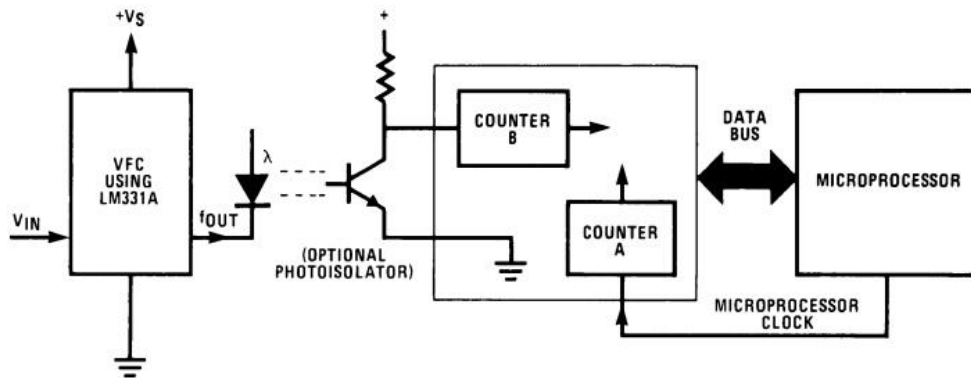 +VS
VFC
USING
LM331A
VIN
fOUT
λ
(OPTIONAL
PHOTOISOLATOR)
+
COUNTER
B
COUNTER
A
DATA
BUS
MICROPROCESSOR
MICROPROCESSOR
CLOCK